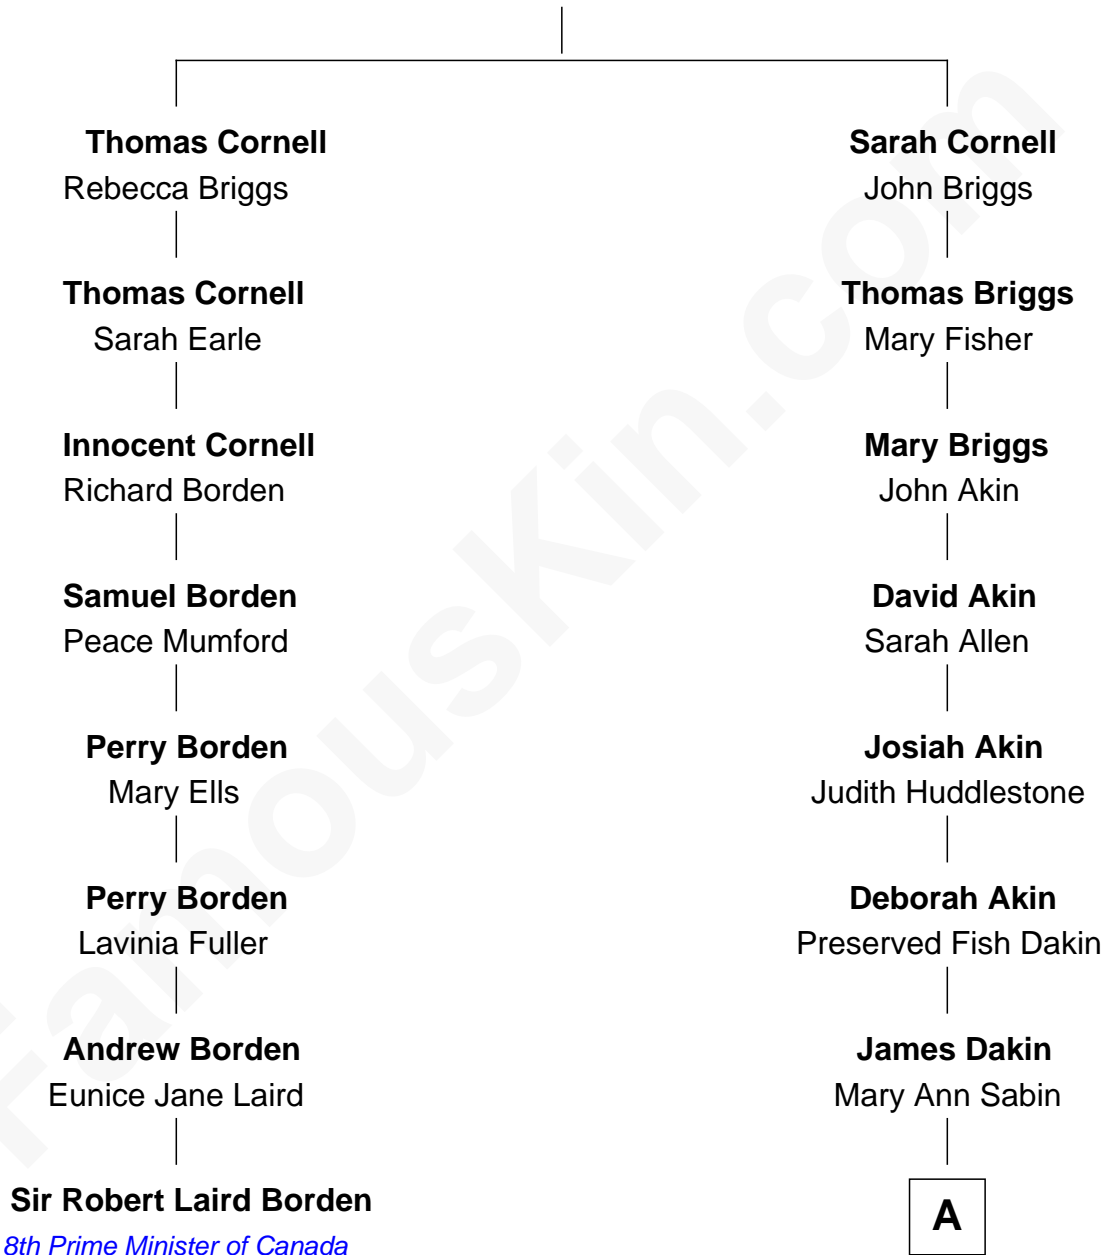 Thomas Cornell
Rebecca Briggs
Thomas Cornell
Sarah Earle
Innocent Cornell
Richard Borden
Samuel Borden
Peace Mumford
Perry Borden
Mary Ells
Perry Borden
Lavinia Fuller
Andrew Borden
Eunice Jane Laird
Sir Robert Laird Borden
8th Prime Minister of Canada
Sarah Cornell
John Briggs
Thomas Briggs
Mary Fisher
Mary Briggs
John Akin
David Akin
Sarah Allen
Josiah Akin
Judith Huddlestone
Deborah Akin
Preserved Fish Dakin
James Dakin
Mary Ann Sabin
A
FamousKin.com